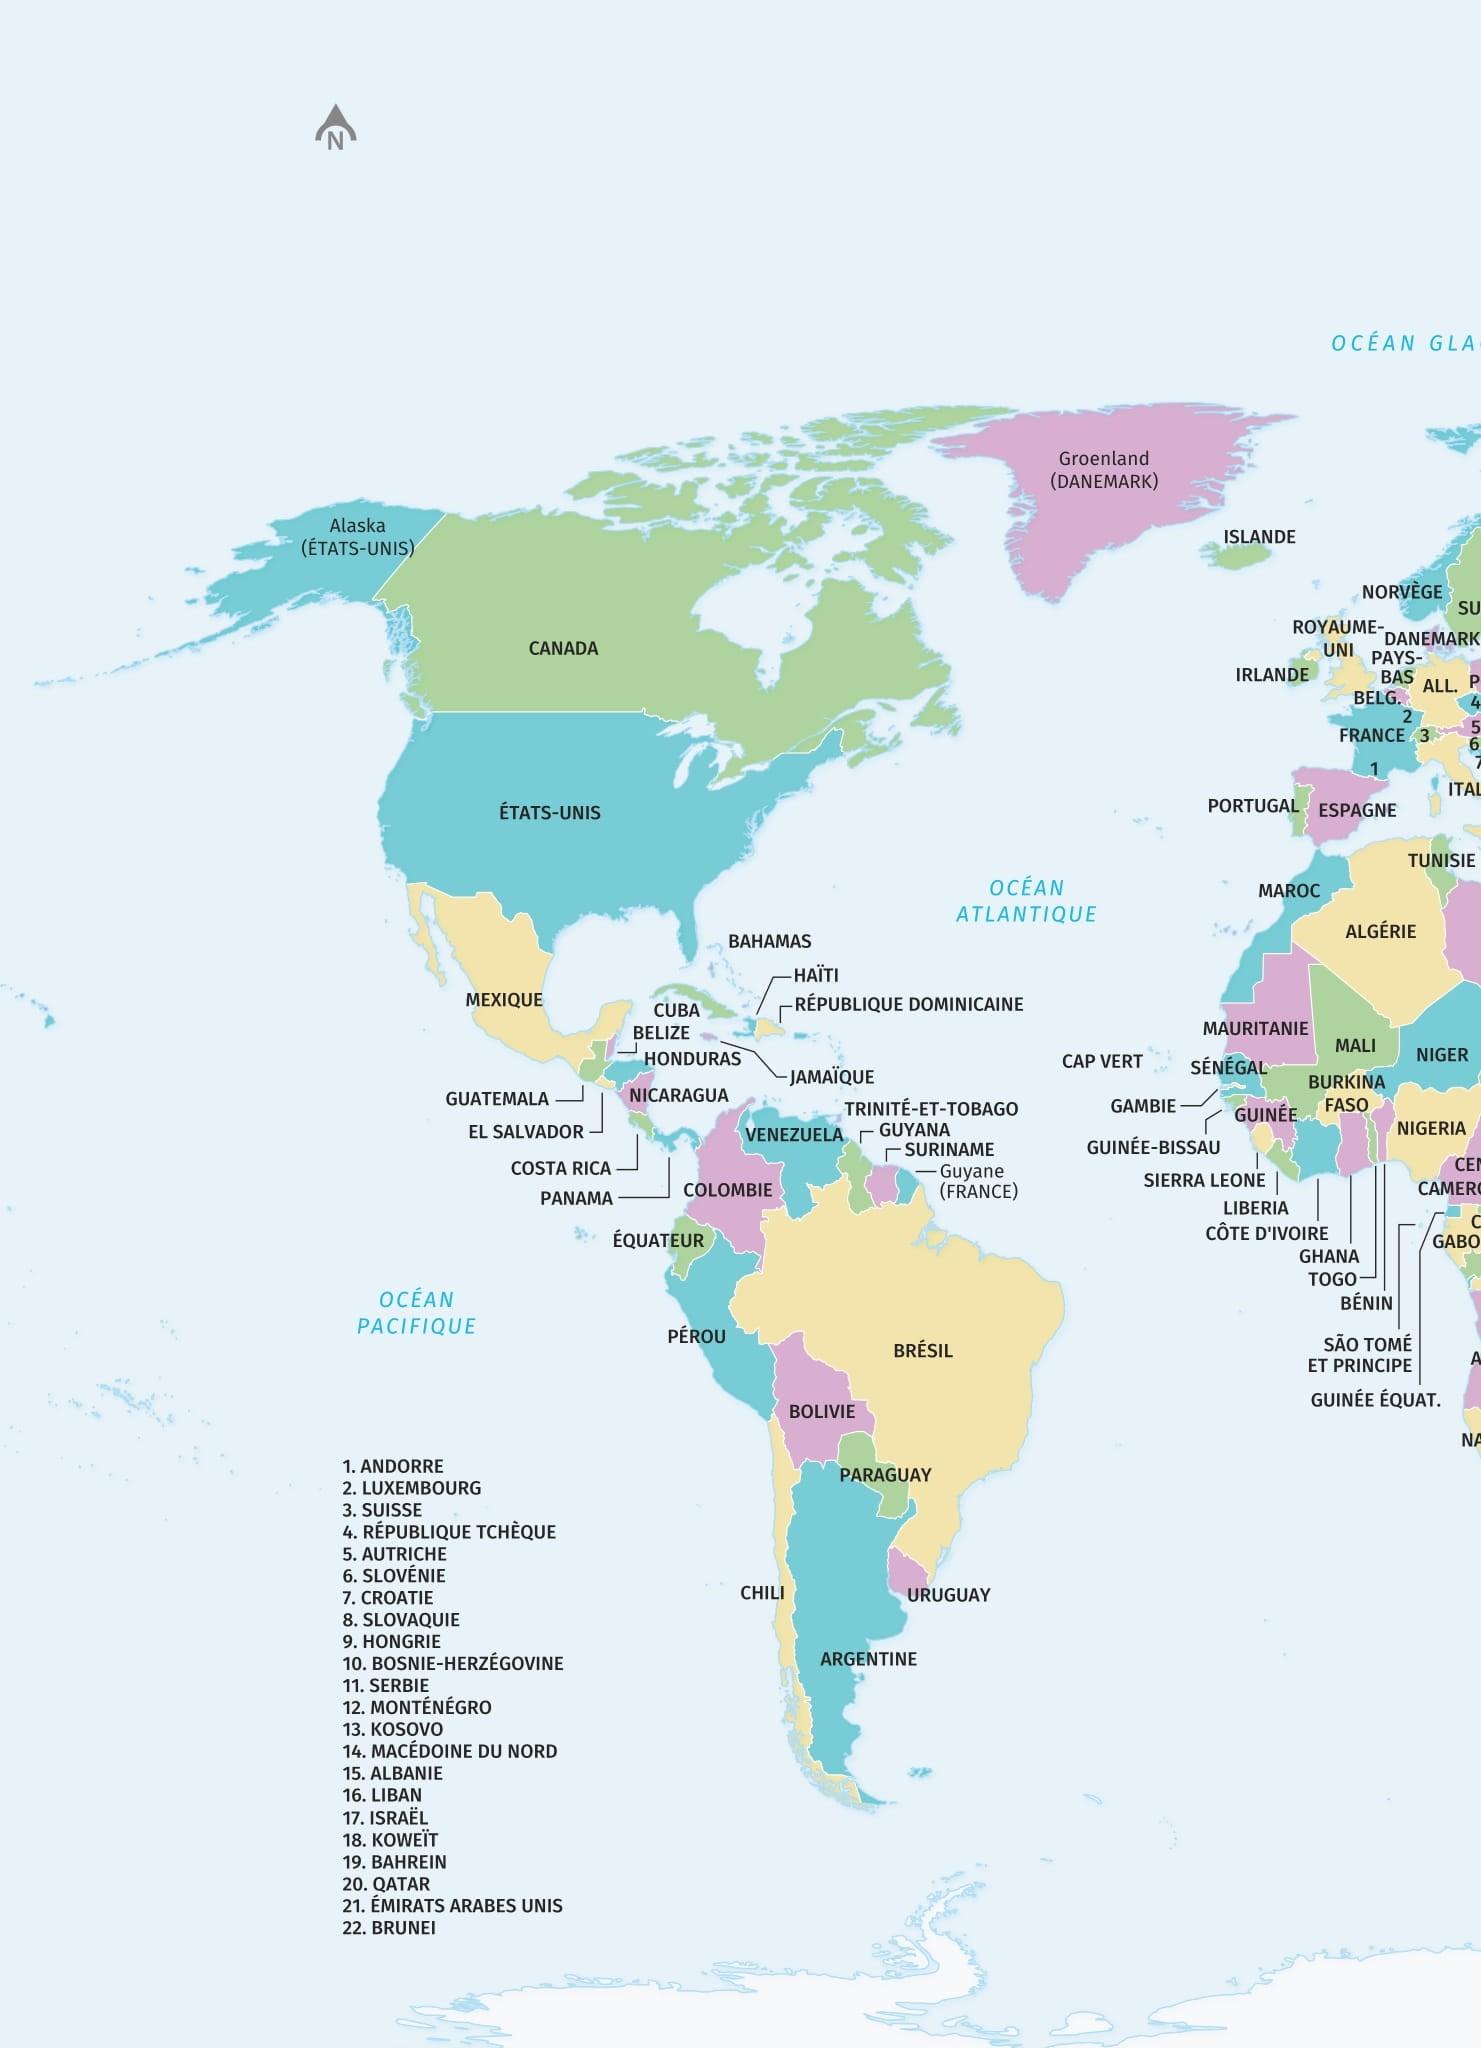 N
OCÉAN GLA
Groenland
(DANEMARK)
Alaska
(ÉTATS-UNIS)
ISLANDE
NORVÈGE
SU
ROYAUME-
UNI
DANEMARK
CANADA
PAYS-
BAS
IRLANDE
ALL.
P
BELG.
4
2
FRANCE
3
5
6
7
1
ITAL
ÉTATS-UNIS
PORTUGAL
ESPAGNE
TUNISIE
MAROC
OCÉAN
ATLANTIQUE
ALGÉRIE
BAHAMAS
HAÏTI
MEXIQUE
RÉPUBLIQUE DOMINICAINE
CUBA
BELIZE
MAURITANIE
MALI
NIGER
HONDURAS
CAP VERT
SÉNÉGAL
JAMAÏQUE
BURKINA
FASO
GUATEMALA
NICARAGUA
GAMBIE
TRINITÉ-ET-TOBAGO
GUINÉE
EL SALVADOR
VENEZUELA
GUYANA
NIGERIA
GUINÉE-BISSAU
SURINAME
COSTA RICA
Guyane
(FRANCE)
CEN
SIERRA LEONE
COLOMBIE
CAMERO
PANAMA
LIBERIA
CÔTE D'IVOIRE
C
ÉQUATEUR
GABO
GHANA
TOGO
OCÉAN
PACIFIQUE
BÉNIN
PÉROU
BRÉSIL
SÃO TOMÉ
ET PRINCIPE
A
GUINÉE ÉQUAT.
BOLIVIE
NA
PARAGUAY
CHILI
URUGUAY
ARGENTINE
1. ANDORRE
2. LUXEMBOURG
3. SUISSE
4. RÉPUBLIQUE TCHÈQUE
5. AUTRICHE
6. SLOVÉNIE
7. CROATIE
8. SLOVAQUIE
9. HONGRIE
10. BOSNIE-HERZÉGOVINE
11. SERBIE
12. MONTÉNÉGRO
13. KOSOVO
14. MACÉDOINE DU NORD
15. ALBANIE
16. LIBAN
17. ISRAËL
18. KOWEÏT
19. BAHREIN
20. QATAR
21. ÉMIRATS ARABES UNIS
22. BRUNEI